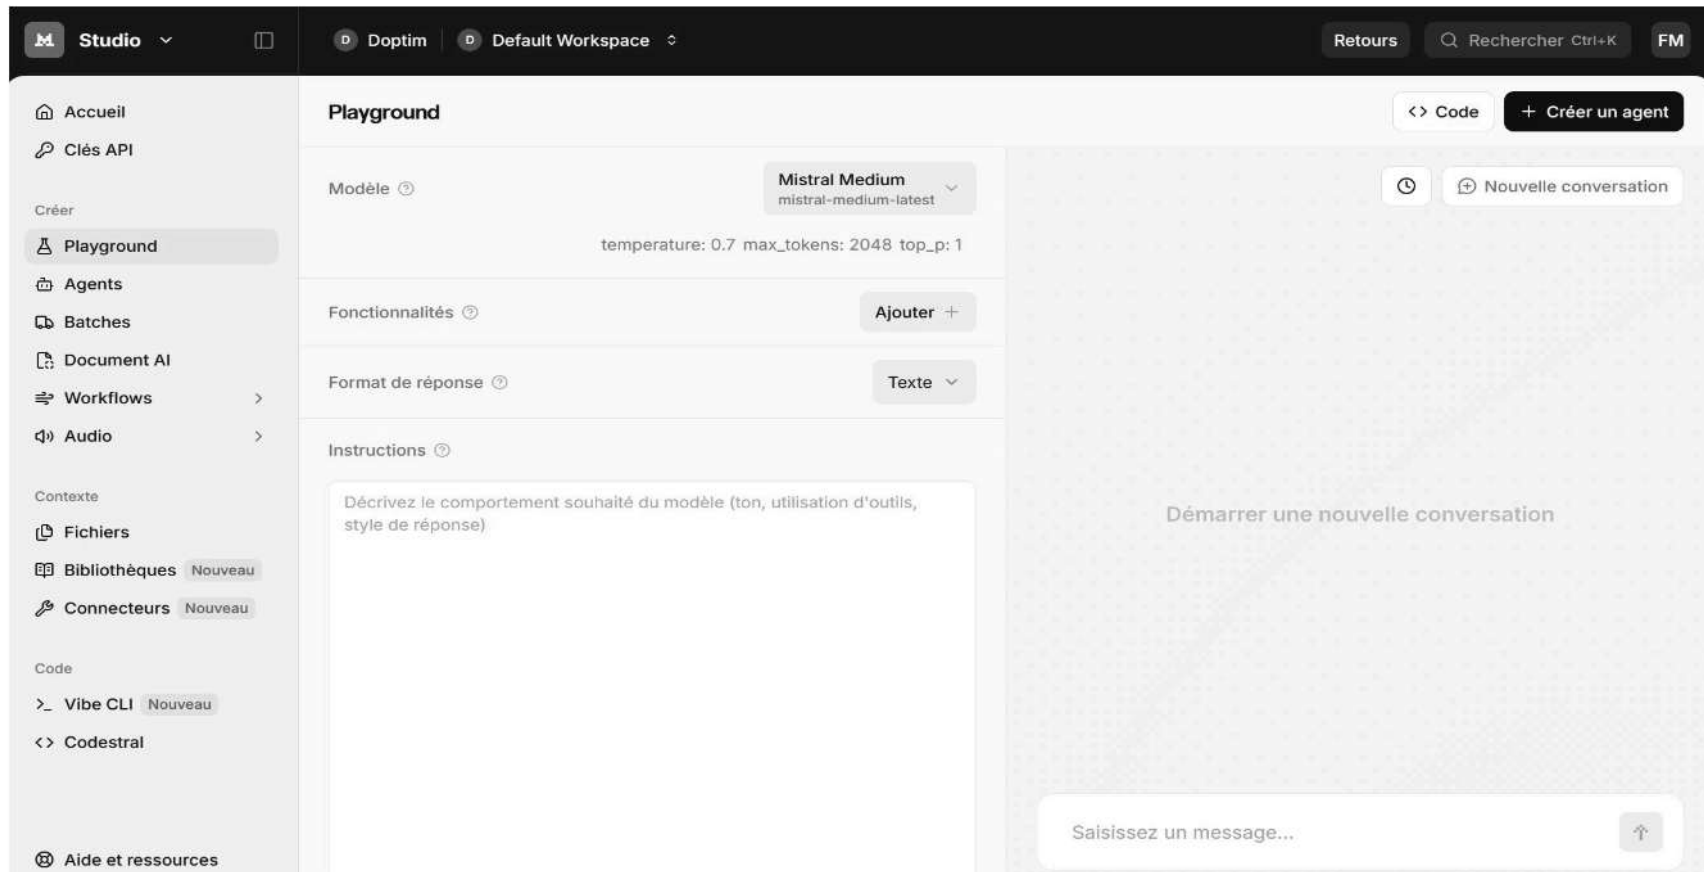 Studio
Doptim
Default Workspace
Retours
Rechercher Ctrl+K
FM
Accueil
Clés API
Créer
Playground
Agents
Batches
Document AI
Workflows
Audio
Contexte
Fichiers
Bibliothèques Nouveau
Connecteurs Nouveau
Code
Vibe CLI Nouveau
Codestral
Aide et ressources
Playground
Code
+ Créer un agent
Modèle
Mistral Medium
mistral-medium-latest
temperature: 0.7 max_tokens: 2048 top_p: 1
Fonctionnalités
Ajouter +
Format de réponse
Texte
Instructions
Décrivez le comportement souhaité du modèle (ton, utilisation d'outils,
style de réponse)
Nouvelle conversation
Démarrer une nouvelle conversation
Saisissez un message...